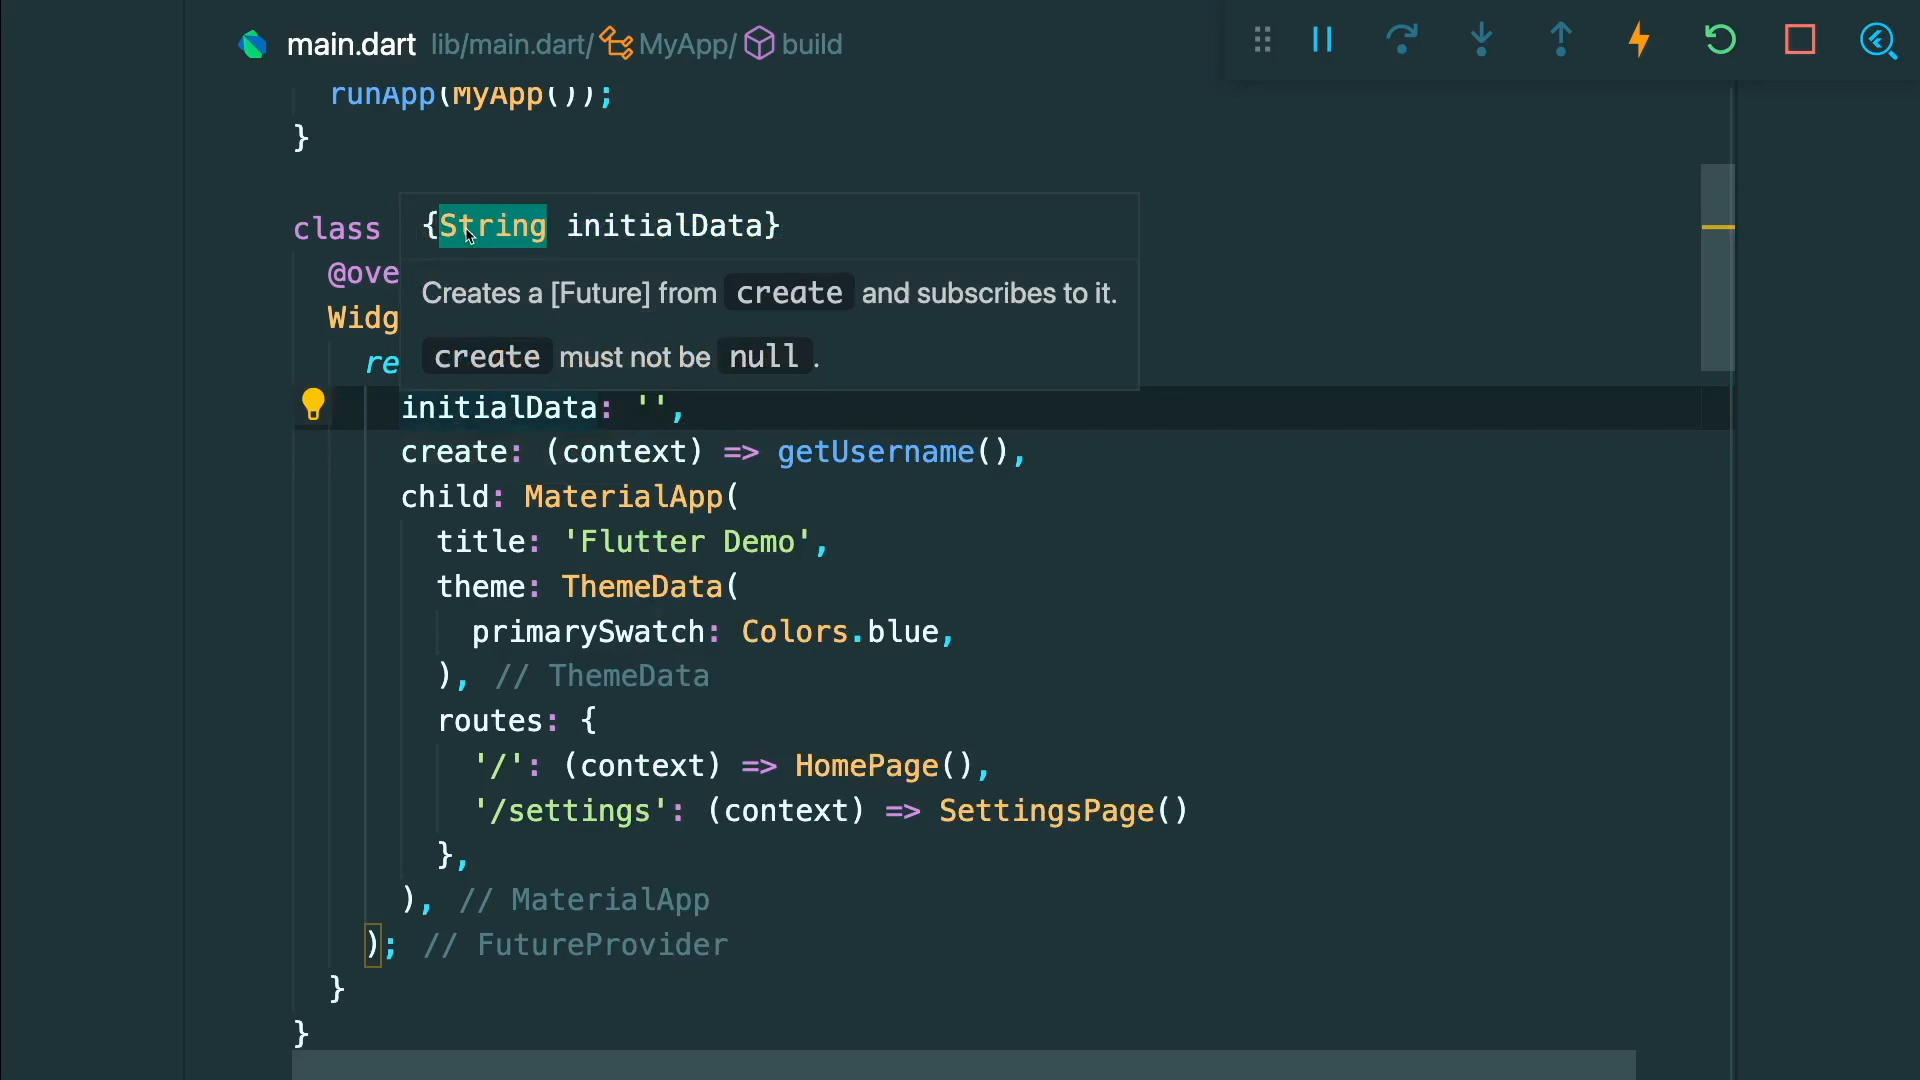 main.dart lib/main.dart/ MyApp/ build
runApp(MyApp());
}
class
{String initialData}
@ove
Creates a [Future] from create and subscribes to it.
Widg
create must not be null.
re
initialData: '',
create: (context) => getUsername(),
child: MaterialApp(
title: 'Flutter Demo',
theme: ThemeData(
primarySwatch: Colors.blue,
), // ThemeData
routes: {
'/': (context) => HomePage(),
'/settings': (context) => SettingsPage()
},
), // MaterialApp
); // FutureProvider
}
}